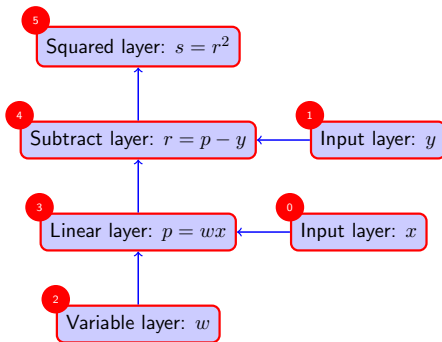 5
Squared layer: s = r²
4
Subtract layer: r = p − y
1
Input layer: y
3
Linear layer: p = wx
0
Input layer: x
2
Variable layer: w